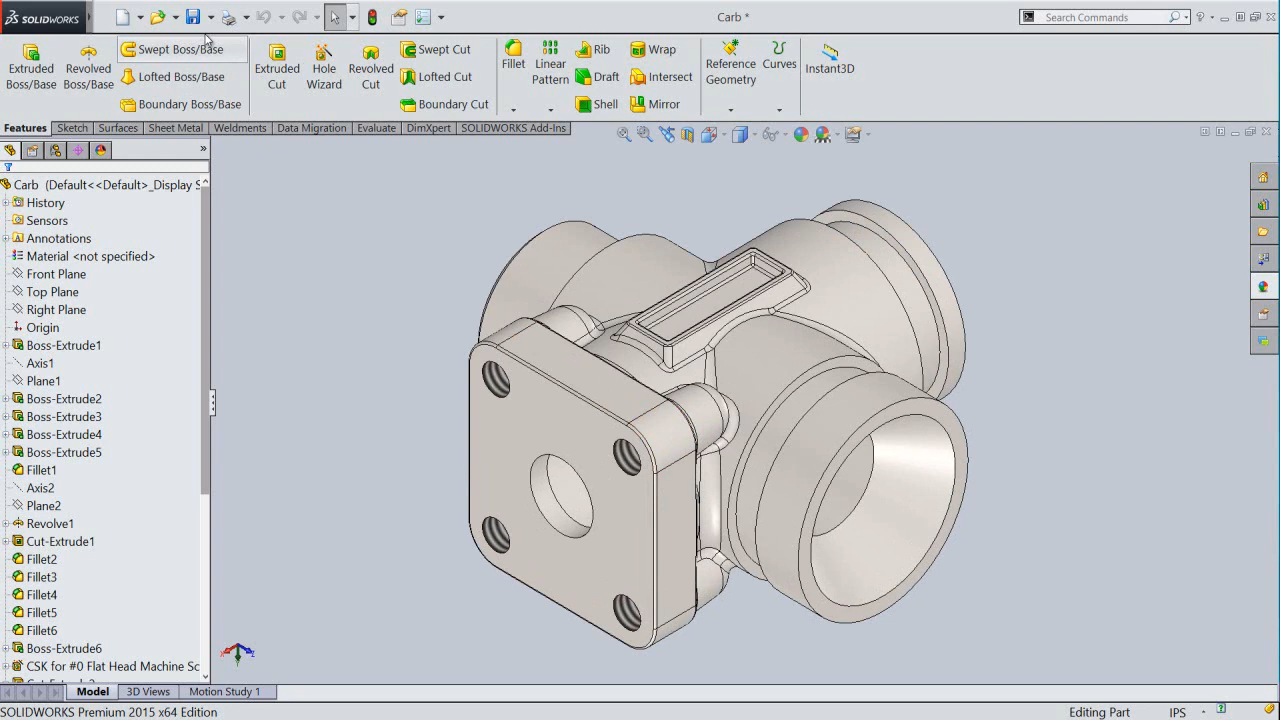 SOLIDWORKS
Carb *
Search Commands
Extruded Boss/Base
Revolved Boss/Base
Swept Boss/Base
Lofted Boss/Base
Boundary Boss/Base
Extruded Cut
Hole Wizard
Revolved Cut
Swept Cut
Lofted Cut
Boundary Cut
Fillet
Linear Pattern
Rib
Draft
Shell
Wrap
Intersect
Mirror
Reference Geometry
Curves
Instant3D
Features Sketch Surfaces Sheet Metal Weldments Data Migration Evaluate DimXpert SOLIDWORKS Add-Ins
Carb (Default<<Default>_Display S
History
Sensors
Annotations
Material <not specified>
Front Plane
Top Plane
Right Plane
Origin
Boss-Extrude1
Axis1
Plane1
Boss-Extrude2
Boss-Extrude3
Boss-Extrude4
Boss-Extrude5
Fillet1
Axis2
Plane2
Revolve1
Cut-Extrude1
Fillet2
Fillet3
Fillet4
Fillet5
Fillet6
Boss-Extrude6
CSK for #0 Flat Head Machine Sc
Model 3D Views Motion Study 1
SOLIDWORKS Premium 2015 x64 Edition
Editing Part
IPS